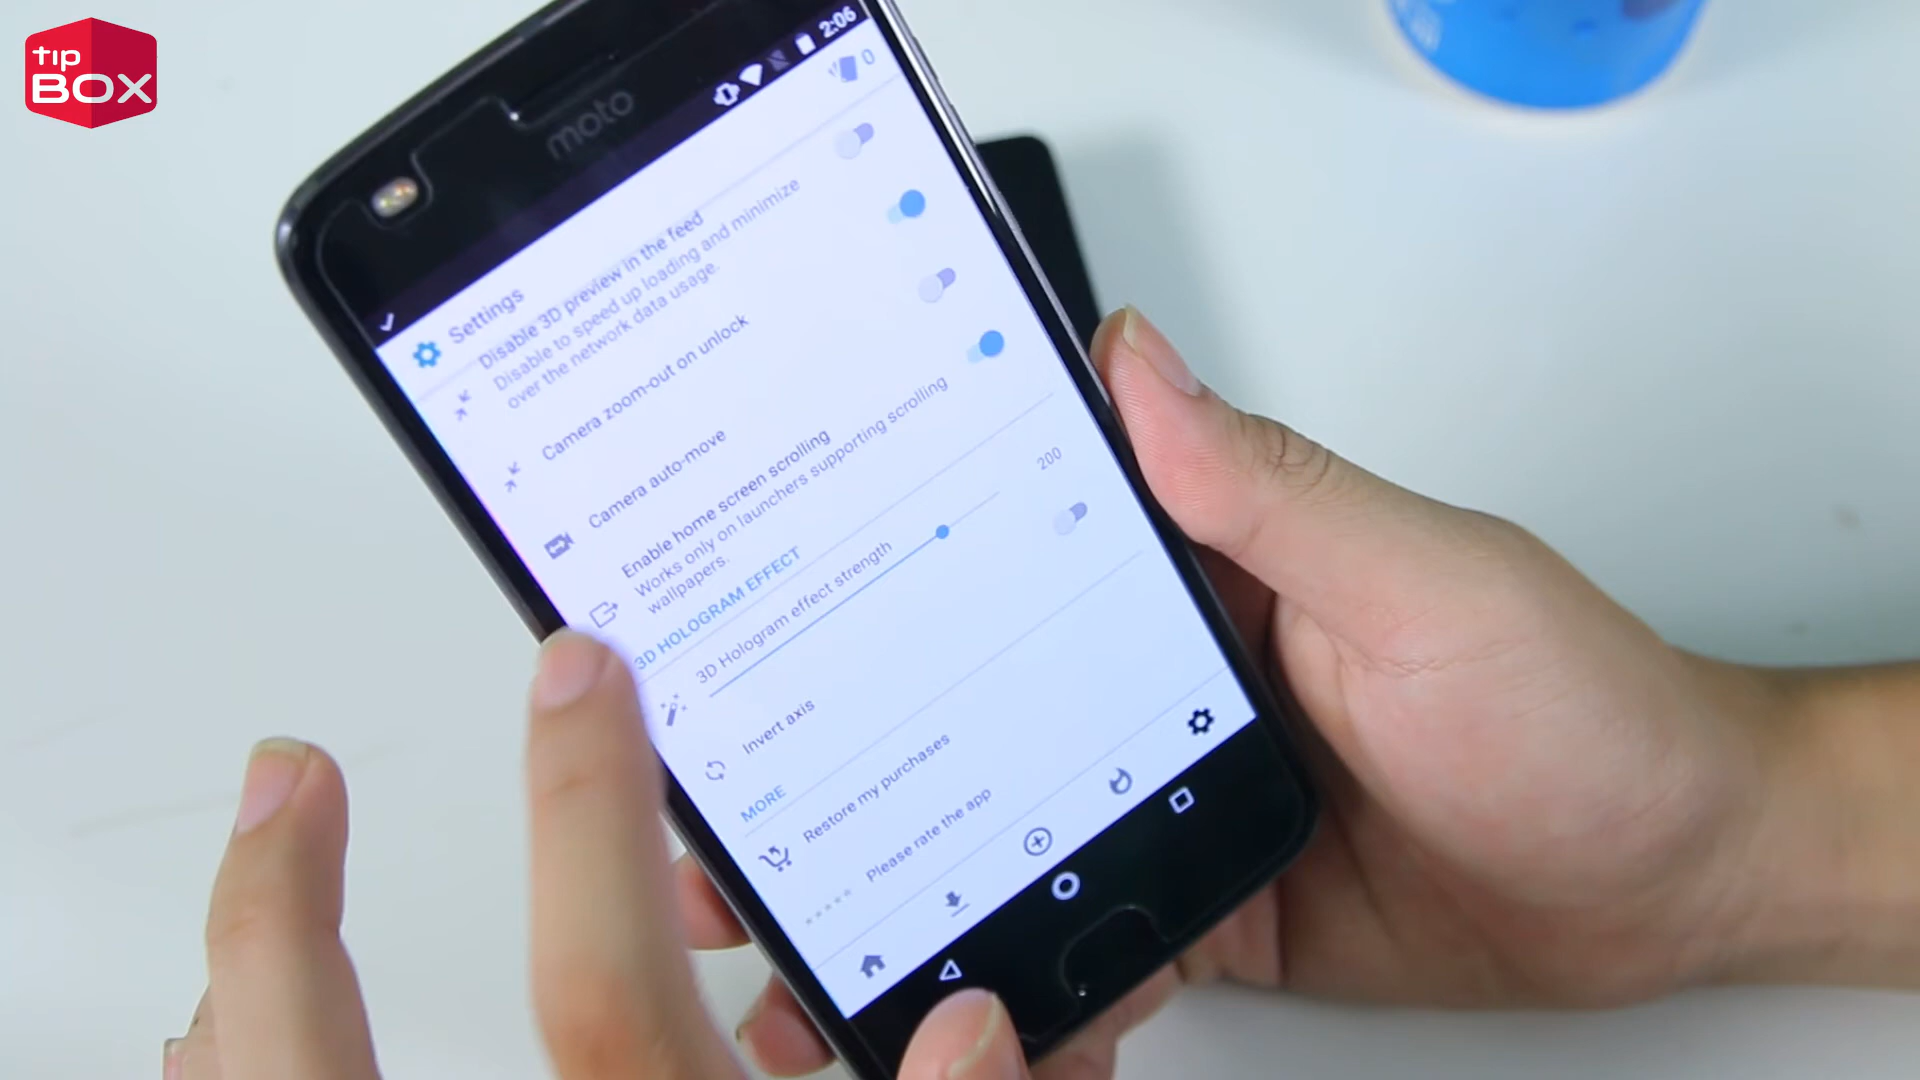 tip
BOX
moto
2:06
0
Settings
Disable 3D preview in the feed
Disable to speed up loading and minimize
over the network data usage.
Camera zoom-out on unlock
Camera auto-move
Enable home screen scrolling
Works only on launchers supporting scrolling
wallpapers.
3D HOLOGRAM EFFECT
3D Hologram effect strength
200
Invert axis
MORE
Restore my purchases
Please rate the app